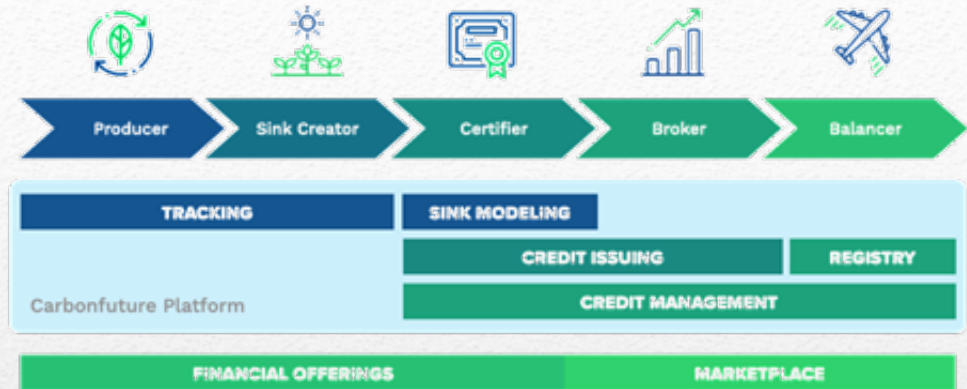 Producer Sink Creator Certifier Broker Balancer
TRACKING SINK MODELING
CREDIT ISSUING REGISTRY
Carbonfuture Platform CREDIT MANAGEMENT
FINANCIAL OFFERINGS MARKETPLACE